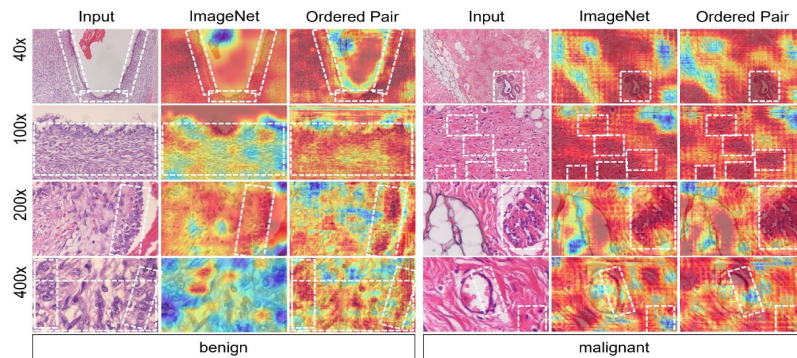 Input ImageNet Ordered Pair Input ImageNet Ordered Pair
40x
100x
200x
400x
benign malignant